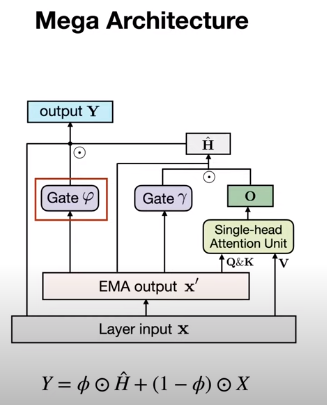 Mega Architecture
output Y
⊙
Ĥ
Gate φ
Gate γ
⊙
O
Single-head
Attention Unit
Q&K
V
EMA output x′
Layer input x
Y = ϕ ⊙ Ĥ + (1 − ϕ) ⊙ X